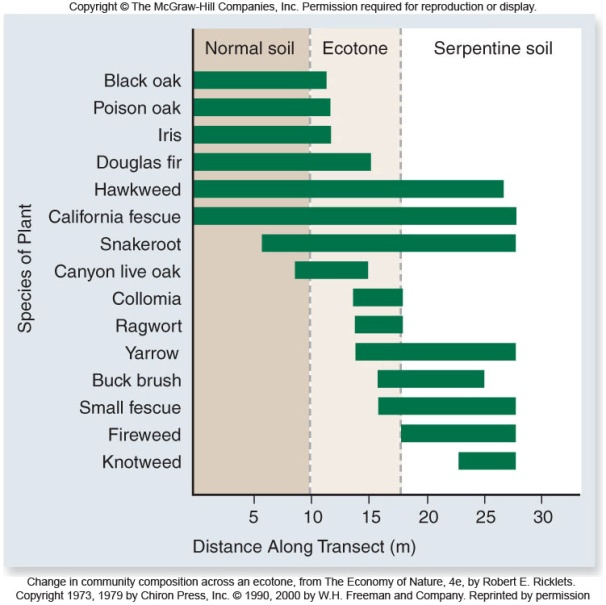 Copyright © The McGraw-Hill Companies, Inc. Permission required for reproduction or display.
Normal soil Ecotone Serpentine soil
Black oak
Poison oak
Iris
Douglas fir
Hawkweed
California fescue
Snakeroot
Canyon live oak
Collomia
Ragwort
Yarrow
Buck brush
Small fescue
Fireweed
Knotweed
Species of Plant
5 10 15 20 25 30
Distance Along Transect (m)
Change in community composition across an ecotone, from The Economy of Nature, 4e, by Robert E. Ricklets.
Copyright 1973, 1979 by Chiron Press, Inc. © 1990, 2000 by W.H. Freeman and Company. Reprinted by permission